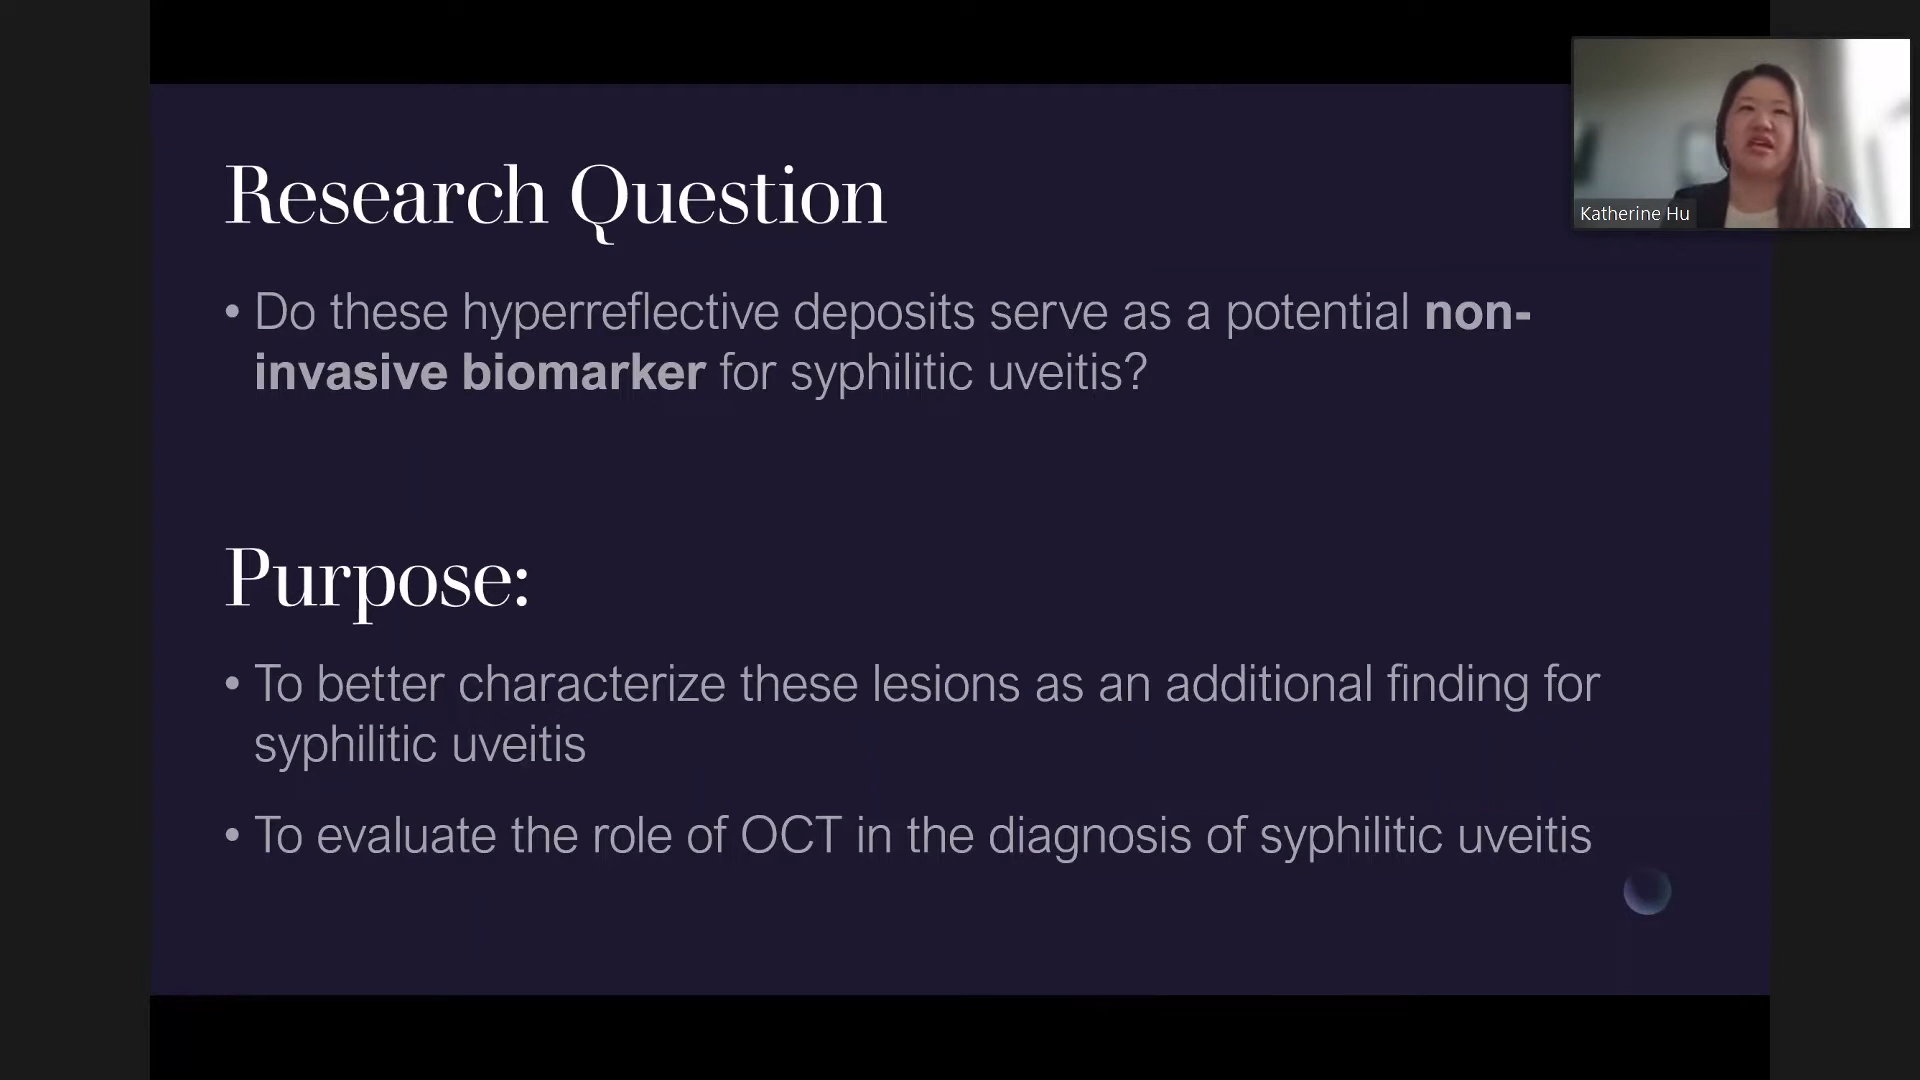 Research Question
• Do these hyperreflective deposits serve as a potential non-
invasive biomarker for syphilitic uveitis?
Purpose:
• To better characterize these lesions as an additional finding for
syphilitic uveitis
• To evaluate the role of OCT in the diagnosis of syphilitic uveitis
Katherine Hu